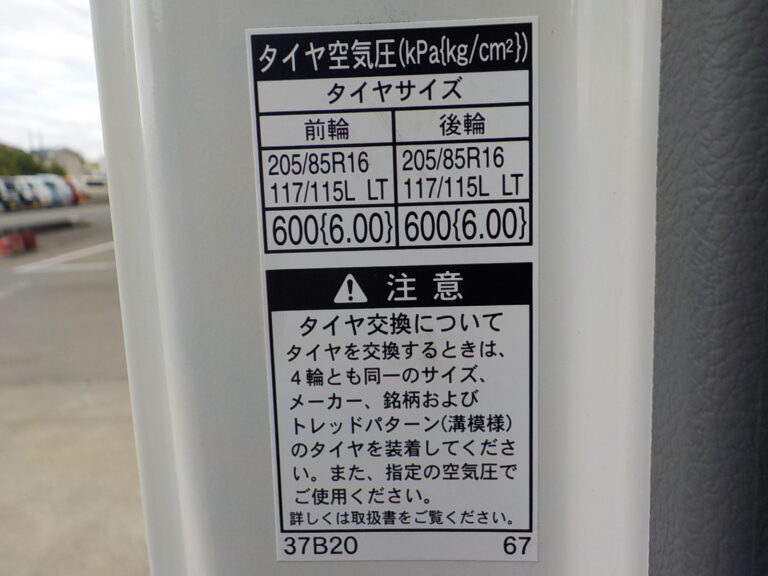 タイヤ空気圧(kPa{kg/cm²})
タイヤサイズ
前輪 後輪
205/85R16 205/85R16
117/115L LT 117/115L LT
600{6.00} 600{6.00}
注意
タイヤ交換について
タイヤを交換するときは、
4輪とも同一のサイズ、
メーカー、銘柄および
トレッドパターン(溝模様)
のタイヤを装着してくださ
い。また、指定の空気圧で
ご使用ください。
詳しくは取扱書をご覧ください。
37B20 67